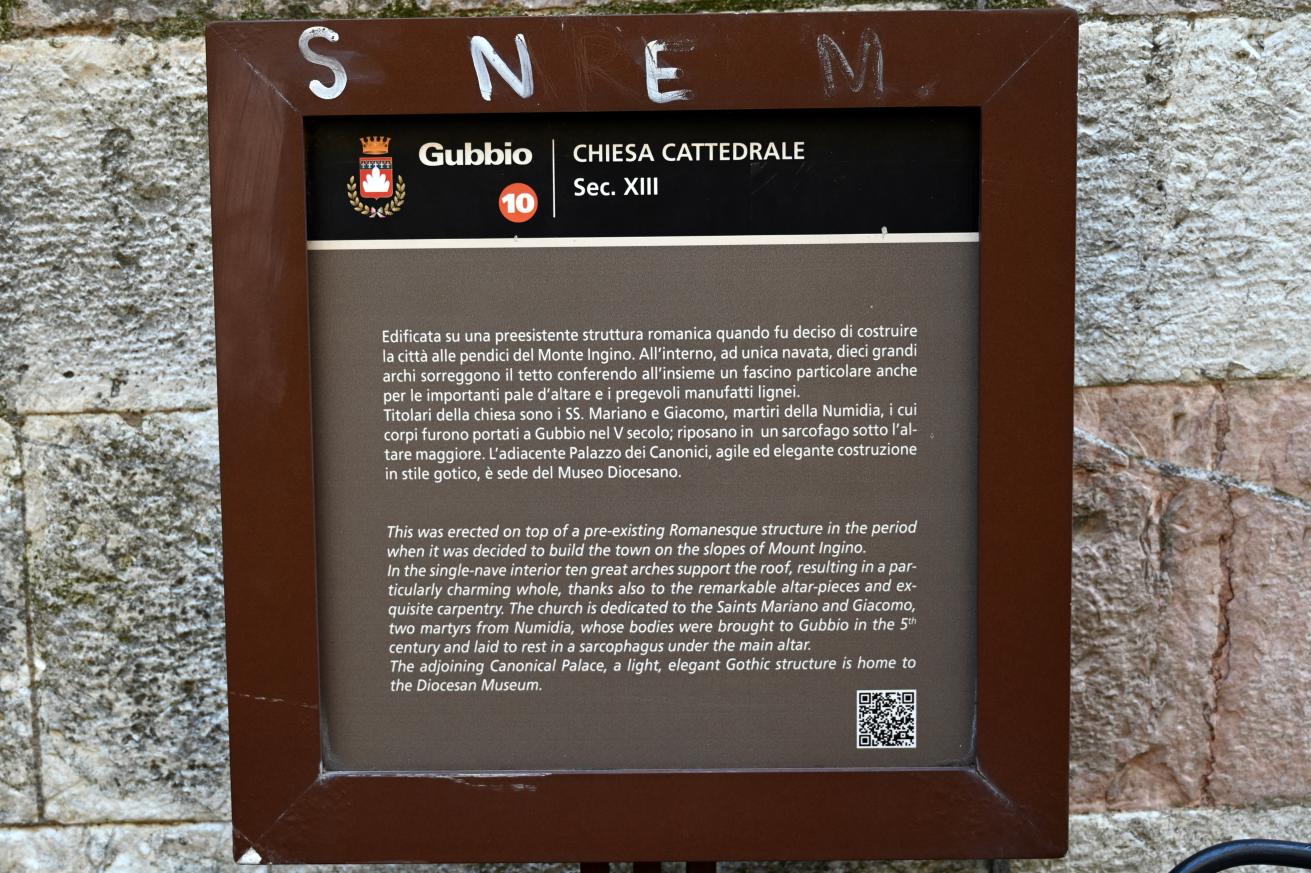 S N E M.
Gubbio
10
CHIESA CATTEDRALE
Sec. XIII
Edificata su una preesistente struttura romanica quando fu deciso di costruire
la città alle pendici del Monte Ingino. All'interno, ad unica navata, dieci grandi
archi sorreggono il tetto conferendo all'insieme un fascino particolare anche
per le importanti pale d'altare e i pregevoli manufatti lignei.
Titolari della chiesa sono i SS. Mariano e Giacomo, martiri della Numidia, i cui
corpi furono portati a Gubbio nel V secolo; riposano in un sarcofago sotto l'al-
tare maggiore. L'adiacente Palazzo dei Canonici, agile ed elegante costruzione
in stile gotico, è sede del Museo Diocesano.
This was erected on top of a pre-existing Romanesque structure in the period
when it was decided to build the town on the slopes of Mount Ingino.
In the single-nave interior ten great arches support the roof, resulting in a par-
ticularly charming whole, thanks also to the remarkable altar-pieces and ex-
quisite carpentry. The church is dedicated to the Saints Mariano and Giacomo,
two martyrs from Numidia, whose bodies were brought to Gubbio in the 5th
century and laid to rest in a sarcophagus under the main altar.
The adjoining Canonical Palace, a light, elegant Gothic structure is home to
the Diocesan Museum.